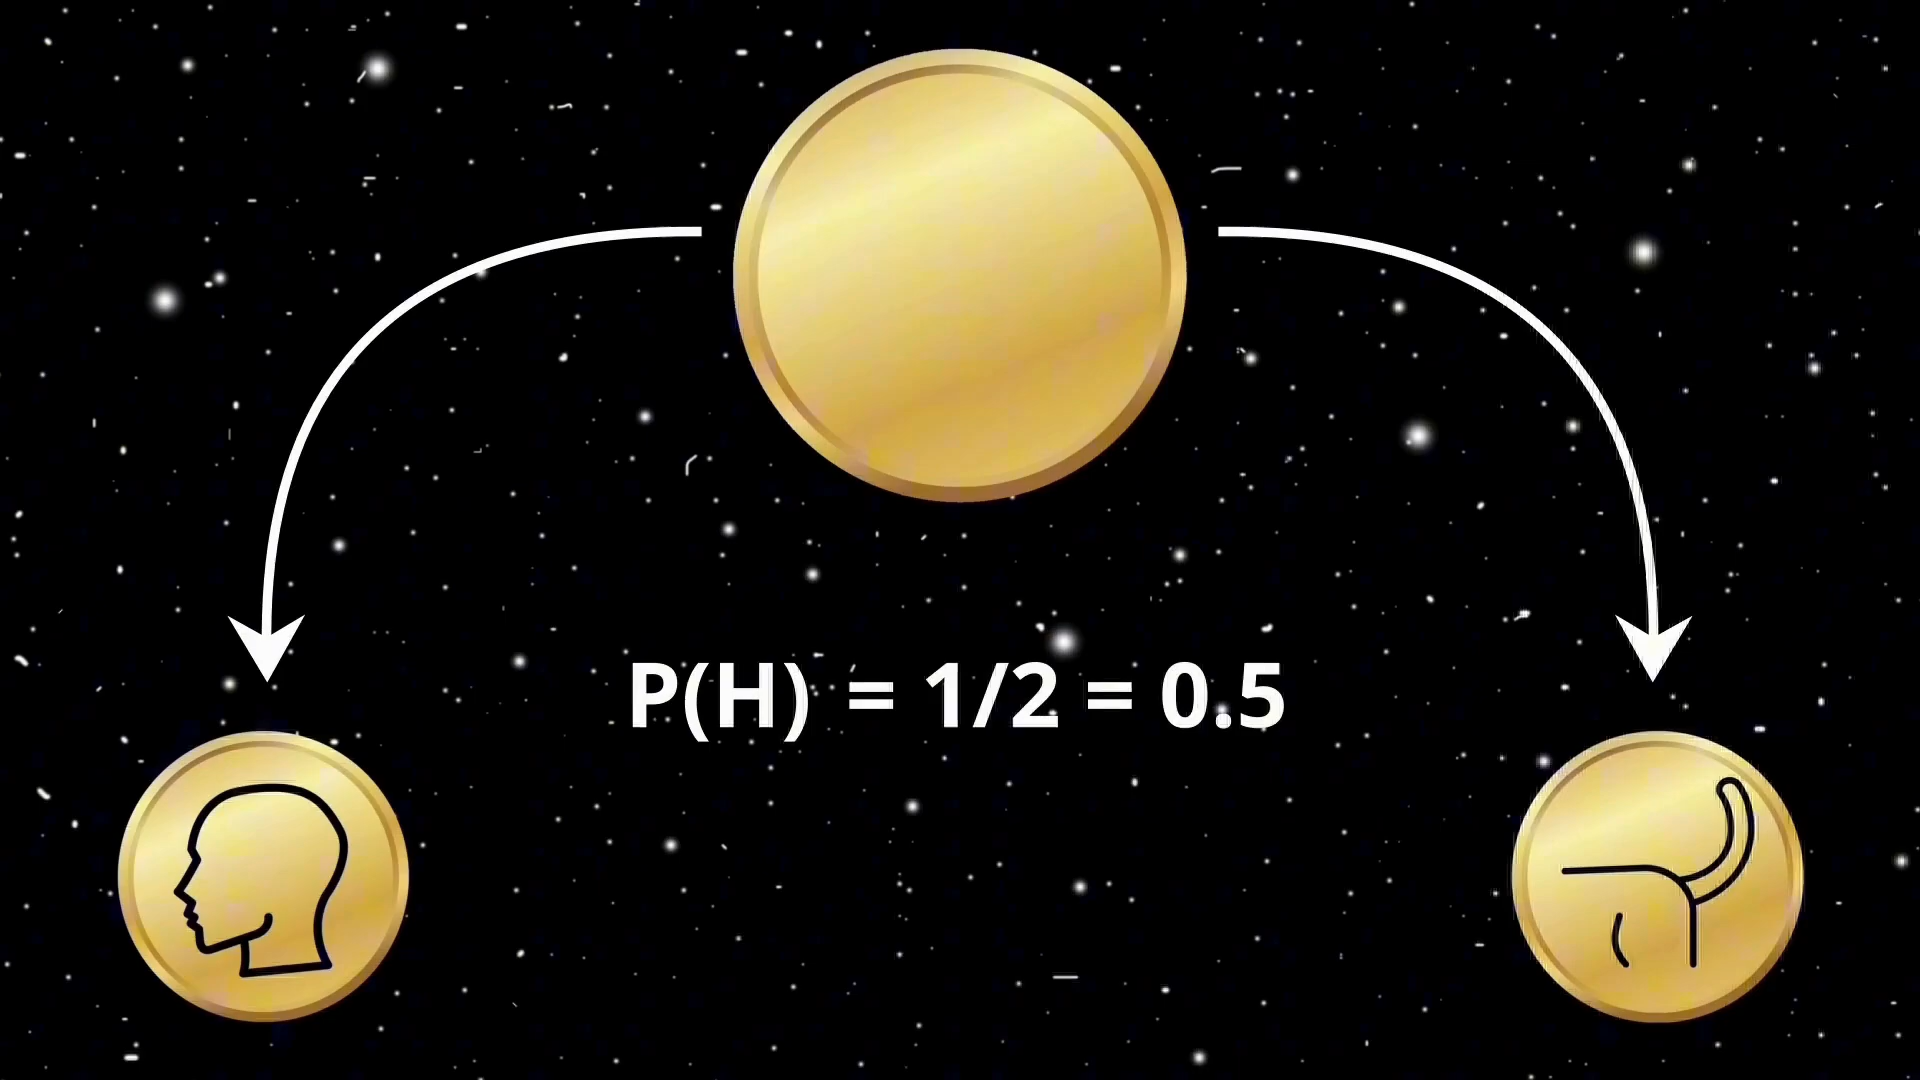 P(H) = 1/2 = 0.5